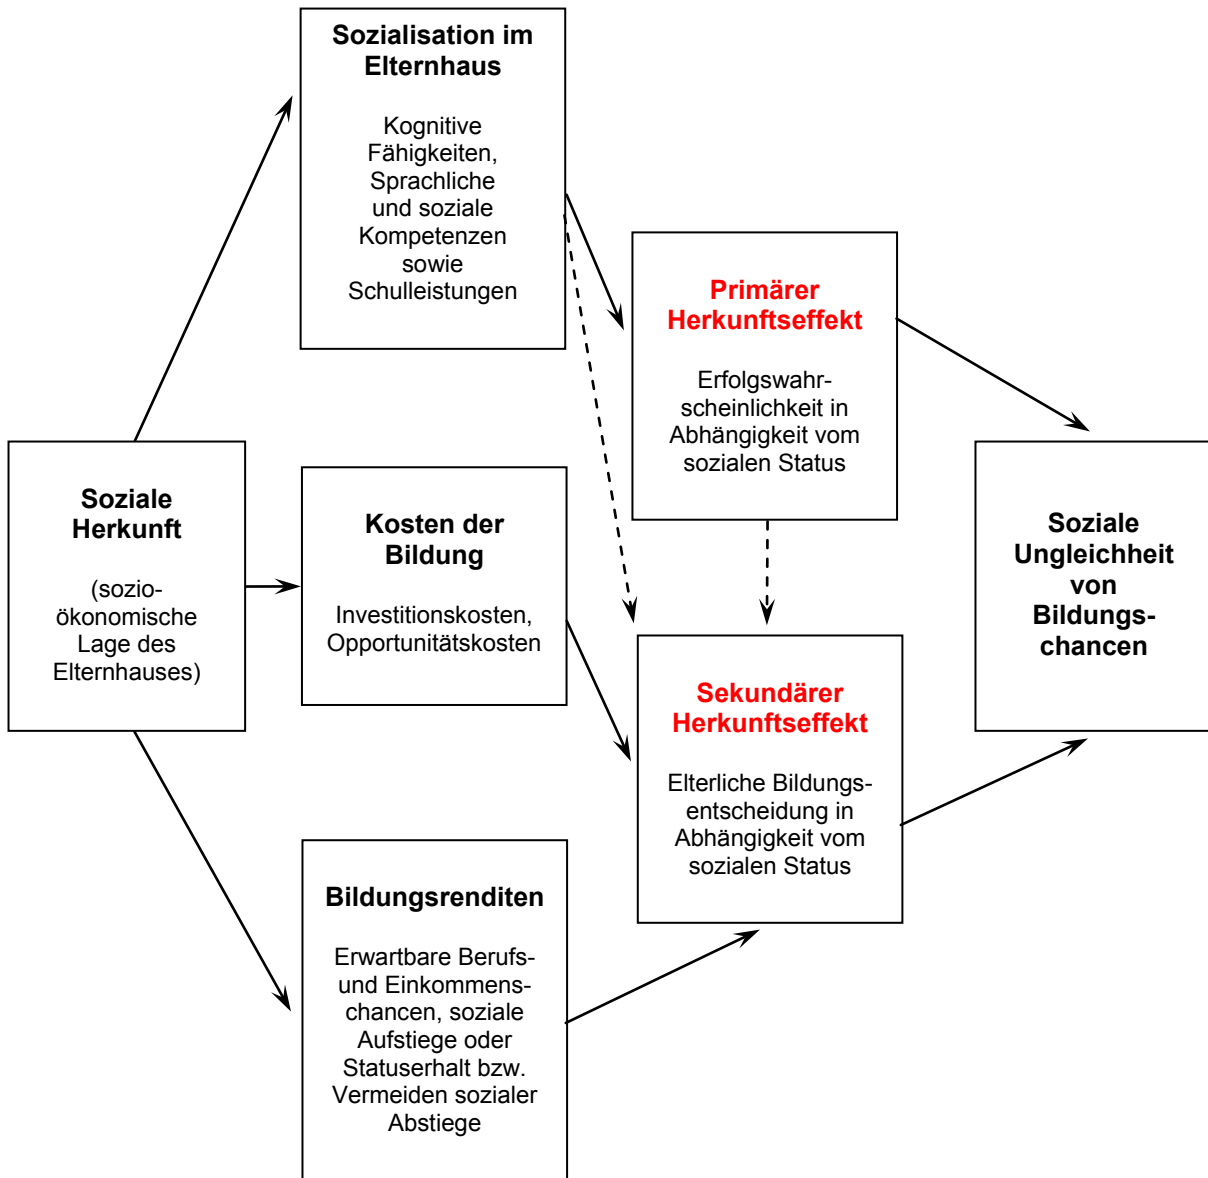 Sozialisation im
Elternhaus
Kognitive
Fähigkeiten,
Sprachliche
und soziale
Kompetenzen
sowie
Schulleistungen
Primärer
Herkunftseffekt
Erfolgswahr-
scheinlichkeit in
Abhängigkeit vom
sozialen Status
Soziale
Herkunft
(sozio-
ökonomische
Lage des
Elternhauses)
Kosten der
Bildung
Investitionskosten,
Opportunitätskosten
Soziale
Ungleichheit
von
Bildungs-
chancen
Sekundärer
Herkunftseffekt
Elterliche Bildungs-
entscheidung in
Abhängigkeit vom
sozialen Status
Bildungsrenditen
Erwartbare Berufs-
und Einkommens-
chancen, soziale
Aufstiege oder
Statuserhalt bzw.
Vermeiden sozialer
Abstiege